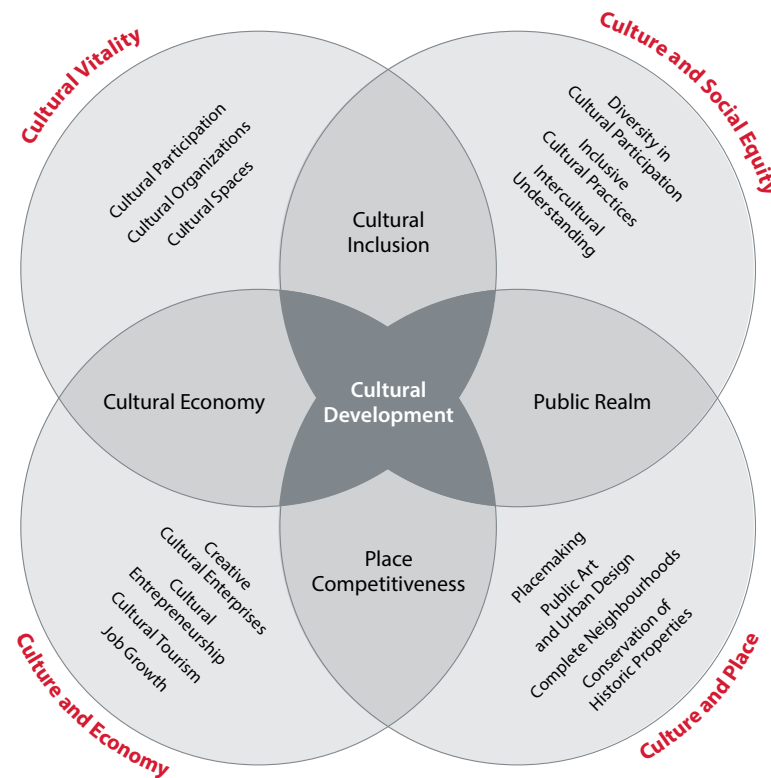 Cultural Vitality
Cultural Participation
Cultural Organizations
Cultural Spaces
Culture and Social Equity
Diversity in
Cultural Participation
Inclusive
Cultural Practices
Intercultural
Understanding
Cultural
Inclusion
Cultural Economy
Cultural
Development
Public Realm
Place
Competitiveness
Creative
Cultural Enterprises
Cultural
Entrepreneurship
Cultural Tourism
Job Growth
Culture and Economy
Placemaking
Public Art
and Urban Design
Complete Neighbourhoods
Conservation of
Historic Properties
Culture and Place